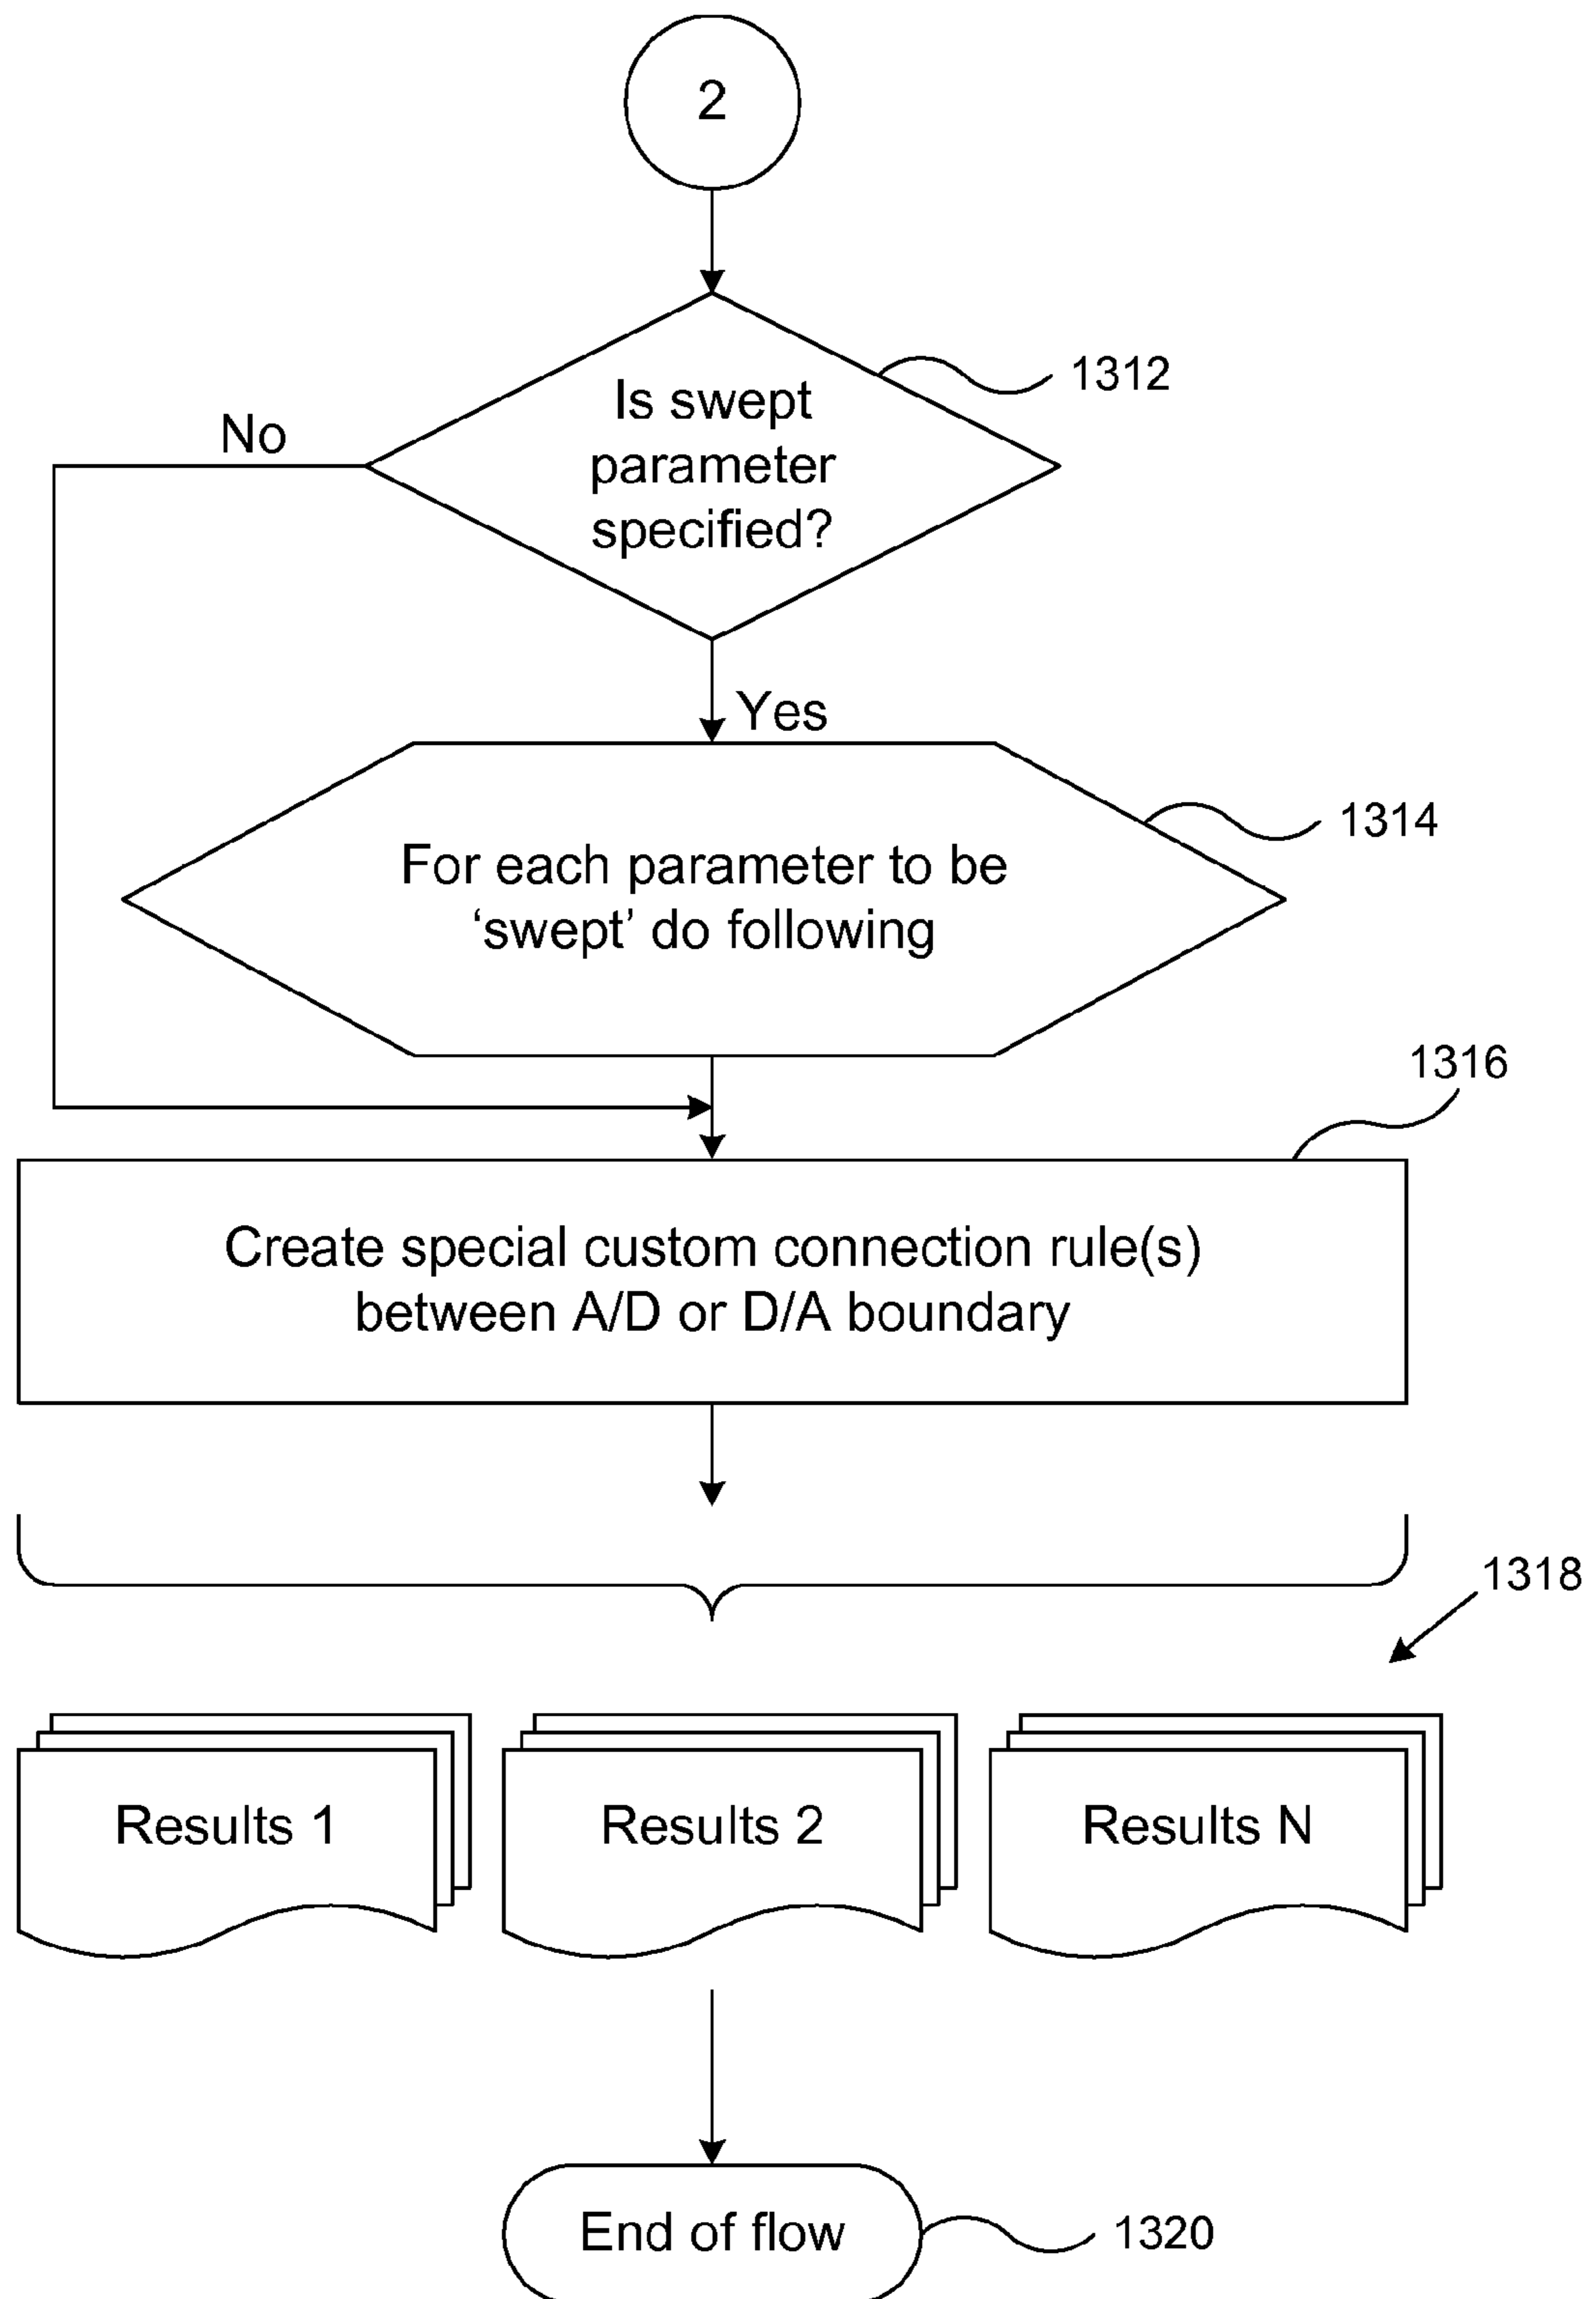 2
1312
Is swept
parameter
specified?
No
Yes
1314
For each parameter to be
‘swept’ do following
1316
Create special custom connection rule(s)
between A/D or D/A boundary
1318
Results 1
Results 2
Results N
End of flow
1320